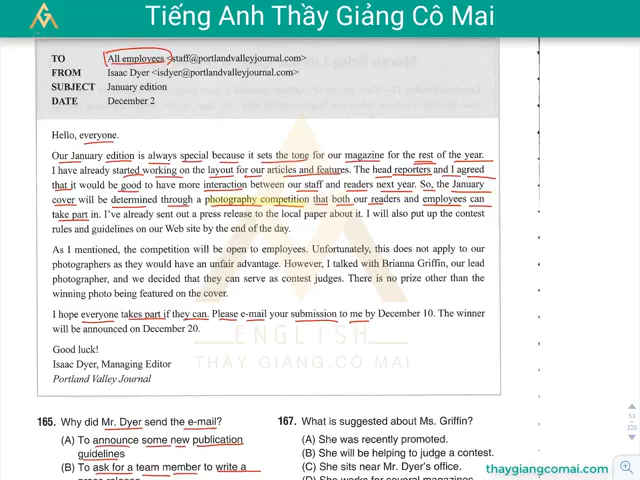 Tiếng Anh Thầy Giảng Cô Mai
TO All employees <staff@portlandvalleyjournal.com>
FROM Isaac Dyer <isdyer@portlandvalleyjournal.com>
SUBJECT January edition
DATE December 2
Hello, everyone.
Our January edition is always special because it sets the tone for our magazine for the rest of the year.
I have already started working on the layout for our articles and features. The head reporters and I agreed
that it would be good to have more interaction between our staff and readers next year. So, the January
cover will be determined through a photography competition that both our readers and employees can
take part in. I've already sent out a press release to the local paper about it. I will also put up the contest
rules and guidelines on our Web site by the end of the day.
As I mentioned, the competition will be open to employees. Unfortunately, this does not apply to our
photographers as they would have an unfair advantage. However, I talked with Brianna Griffin, our lead
photographer, and we decided that they can serve as contest judges. There is no prize other than the
winning photo being featured on the cover.
I hope everyone takes part if they can. Please e-mail your submission to me by December 10. The winner
will be announced on December 20.
ENGLISH
THẦY GIẢNG.CÔ MAI
Good luck!
Isaac Dyer, Managing Editor
Portland Valley Journal
165. Why did Mr. Dyer send the e-mail?
(A) To announce some new publication
guidelines
(B) To ask for a team member to write a
167. What is suggested about Ms. Griffin?
(A) She was recently promoted.
(B) She will be helping to judge a contest.
(C) She sits near Mr. Dyer's office.
53
220
thaygiangcomai.com